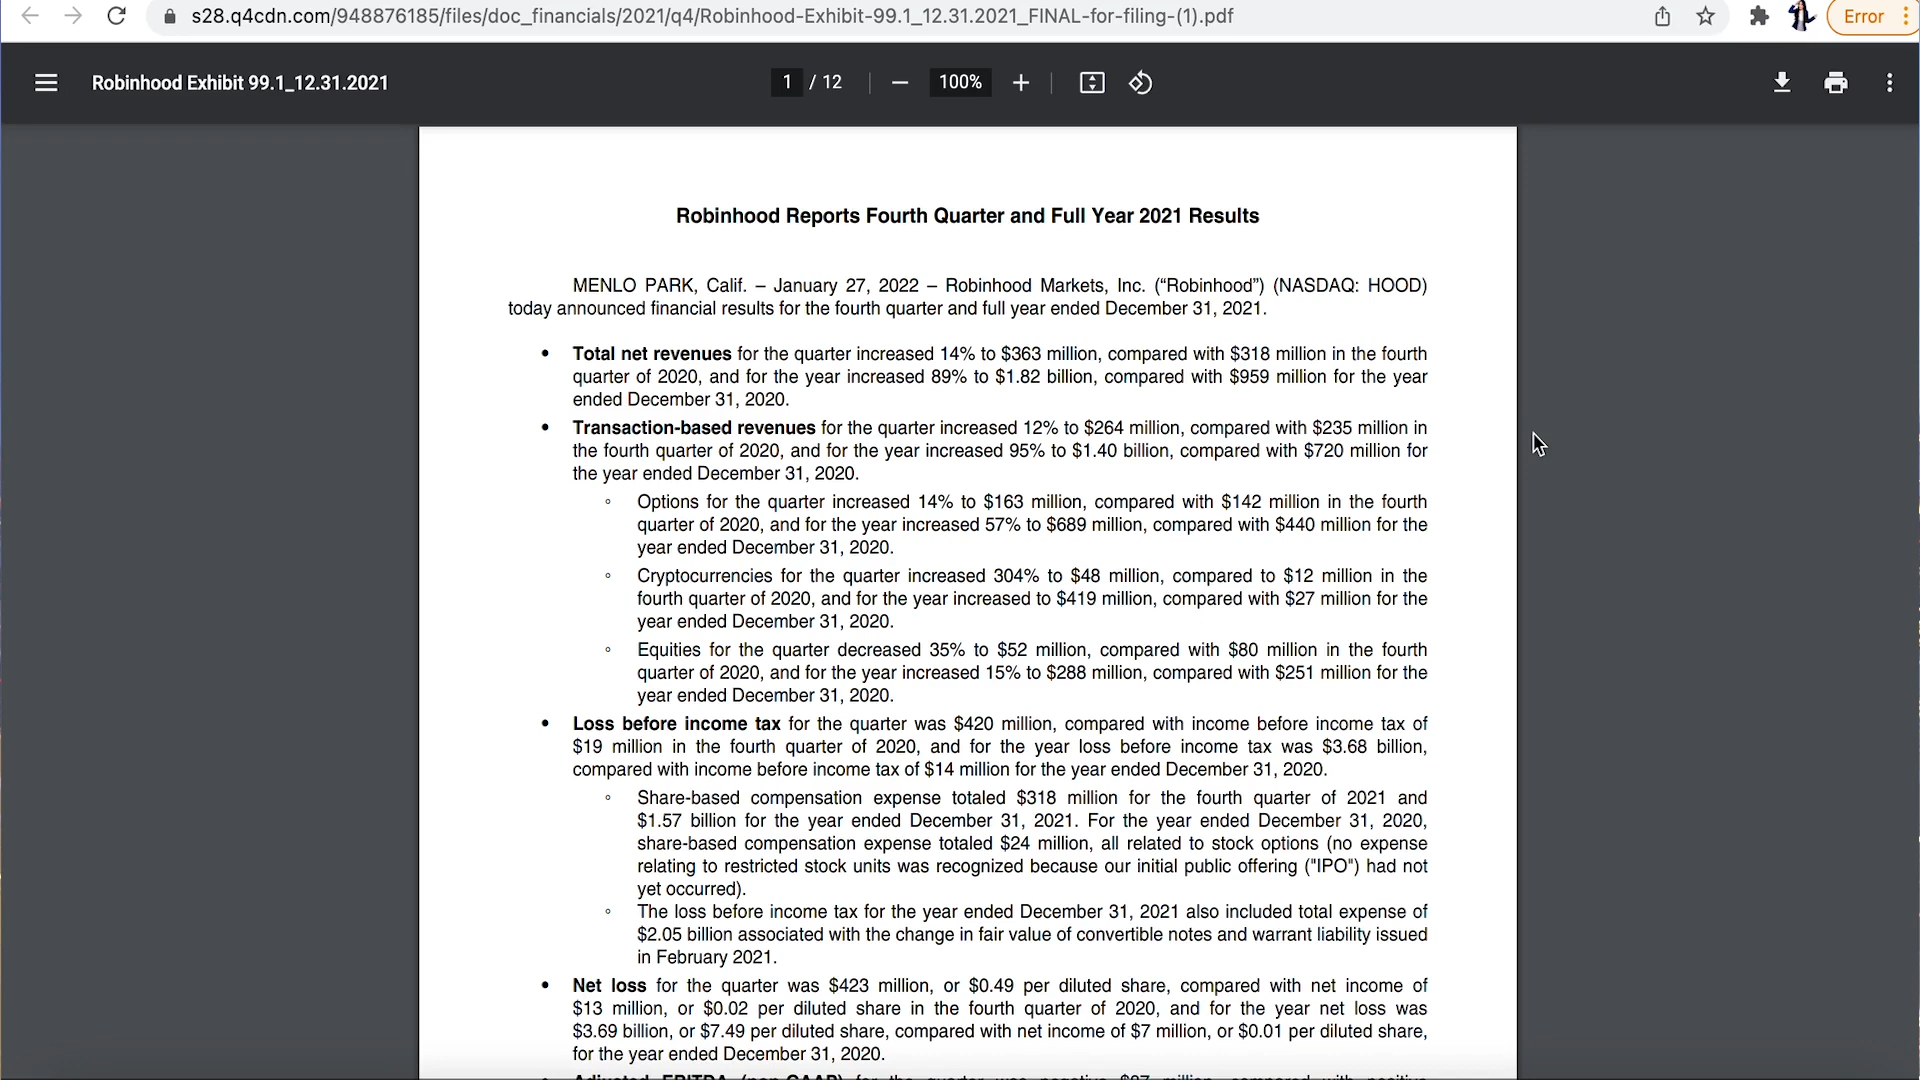 s28.q4cdn.com/948876185/files/doc_financials/2021/q4/Robinhood-Exhibit-99.1_12.31.2021_FINAL-for-filing-(1).pdf
Error
Robinhood Exhibit 99.1_12.31.2021
1 / 12
100%
Robinhood Reports Fourth Quarter and Full Year 2021 Results
MENLO PARK, Calif. – January 27, 2022 – Robinhood Markets, Inc. (“Robinhood”) (NASDAQ: HOOD)
today announced financial results for the fourth quarter and full year ended December 31, 2021.
• Total net revenues for the quarter increased 14% to $363 million, compared with $318 million in the fourth
quarter of 2020, and for the year increased 89% to $1.82 billion, compared with $959 million for the year
ended December 31, 2020.
• Transaction-based revenues for the quarter increased 12% to $264 million, compared with $235 million in
the fourth quarter of 2020, and for the year increased 95% to $1.40 billion, compared with $720 million for
the year ended December 31, 2020.
◦ Options for the quarter increased 14% to $163 million, compared with $142 million in the fourth
quarter of 2020, and for the year increased 57% to $689 million, compared with $440 million for the
year ended December 31, 2020.
◦ Cryptocurrencies for the quarter increased 304% to $48 million, compared to $12 million in the
fourth quarter of 2020, and for the year increased to $419 million, compared with $27 million for the
year ended December 31, 2020.
◦ Equities for the quarter decreased 35% to $52 million, compared with $80 million in the fourth
quarter of 2020, and for the year increased 15% to $288 million, compared with $251 million for the
year ended December 31, 2020.
• Loss before income tax for the quarter was $420 million, compared with income before income tax of
$19 million in the fourth quarter of 2020, and for the year loss before income tax was $3.68 billion,
compared with income before income tax of $14 million for the year ended December 31, 2020.
◦ Share-based compensation expense totaled $318 million for the fourth quarter of 2021 and
$1.57 billion for the year ended December 31, 2021. For the year ended December 31, 2020,
share-based compensation expense totaled $24 million, all related to stock options (no expense
relating to restricted stock units was recognized because our initial public offering ("IPO") had not
yet occurred).
◦ The loss before income tax for the year ended December 31, 2021 also included total expense of
$2.05 billion associated with the change in fair value of convertible notes and warrant liability issued
in February 2021.
• Net loss for the quarter was $423 million, or $0.49 per diluted share, compared with net income of
$13 million, or $0.02 per diluted share in the fourth quarter of 2020, and for the year net loss was
$3.69 billion, or $7.49 per diluted share, compared with net income of $7 million, or $0.01 per diluted share,
for the year ended December 31, 2020.
• Adjusted EBITDA (non-GAAP) for the quarter was negative $87 million, compared with positive